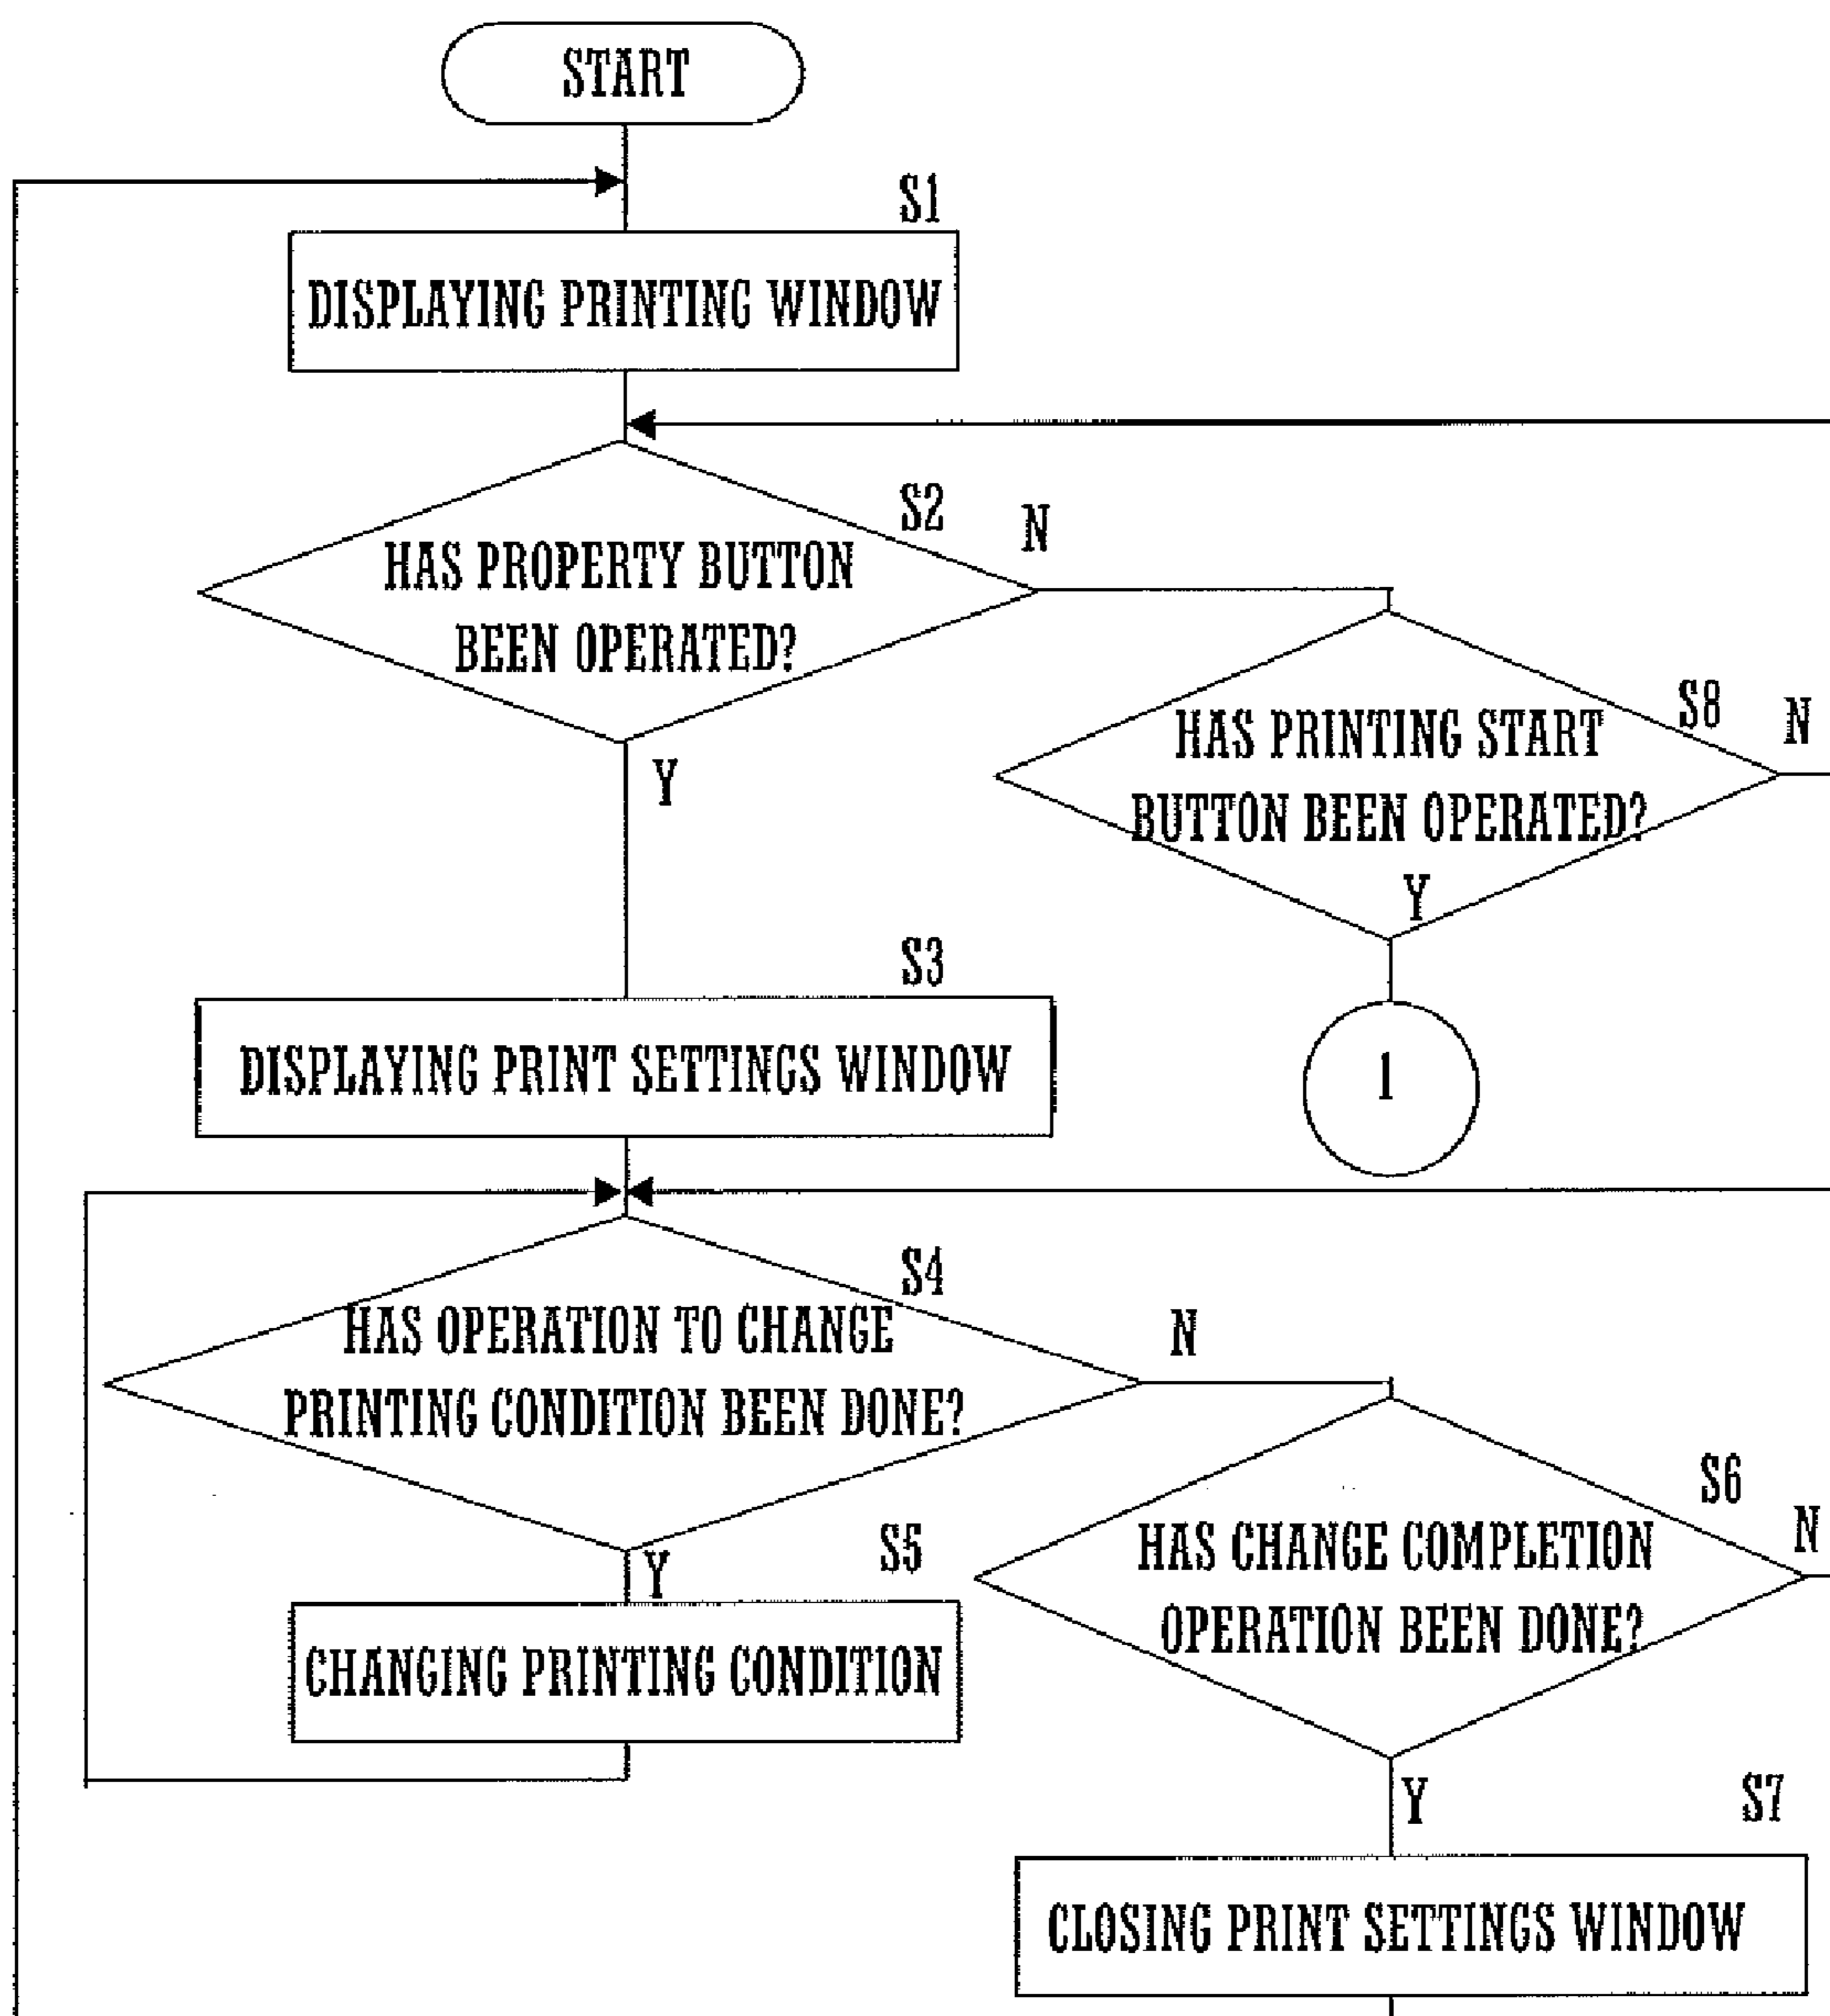 START
S1
DISPLAYING PRINTING WINDOW
S2
N
HAS PROPERTY BUTTON
BEEN OPERATED?
Y
S8
N
HAS PRINTING START
BUTTON BEEN OPERATED?
Y
1
S3
DISPLAYING PRINT SETTINGS WINDOW
S4
N
HAS OPERATION TO CHANGE
PRINTING CONDITION BEEN DONE?
Y
S5
CHANGING PRINTING CONDITION
S6
N
HAS CHANGE COMPLETION
OPERATION BEEN DONE?
Y
S7
CLOSING PRINT SETTINGS WINDOW